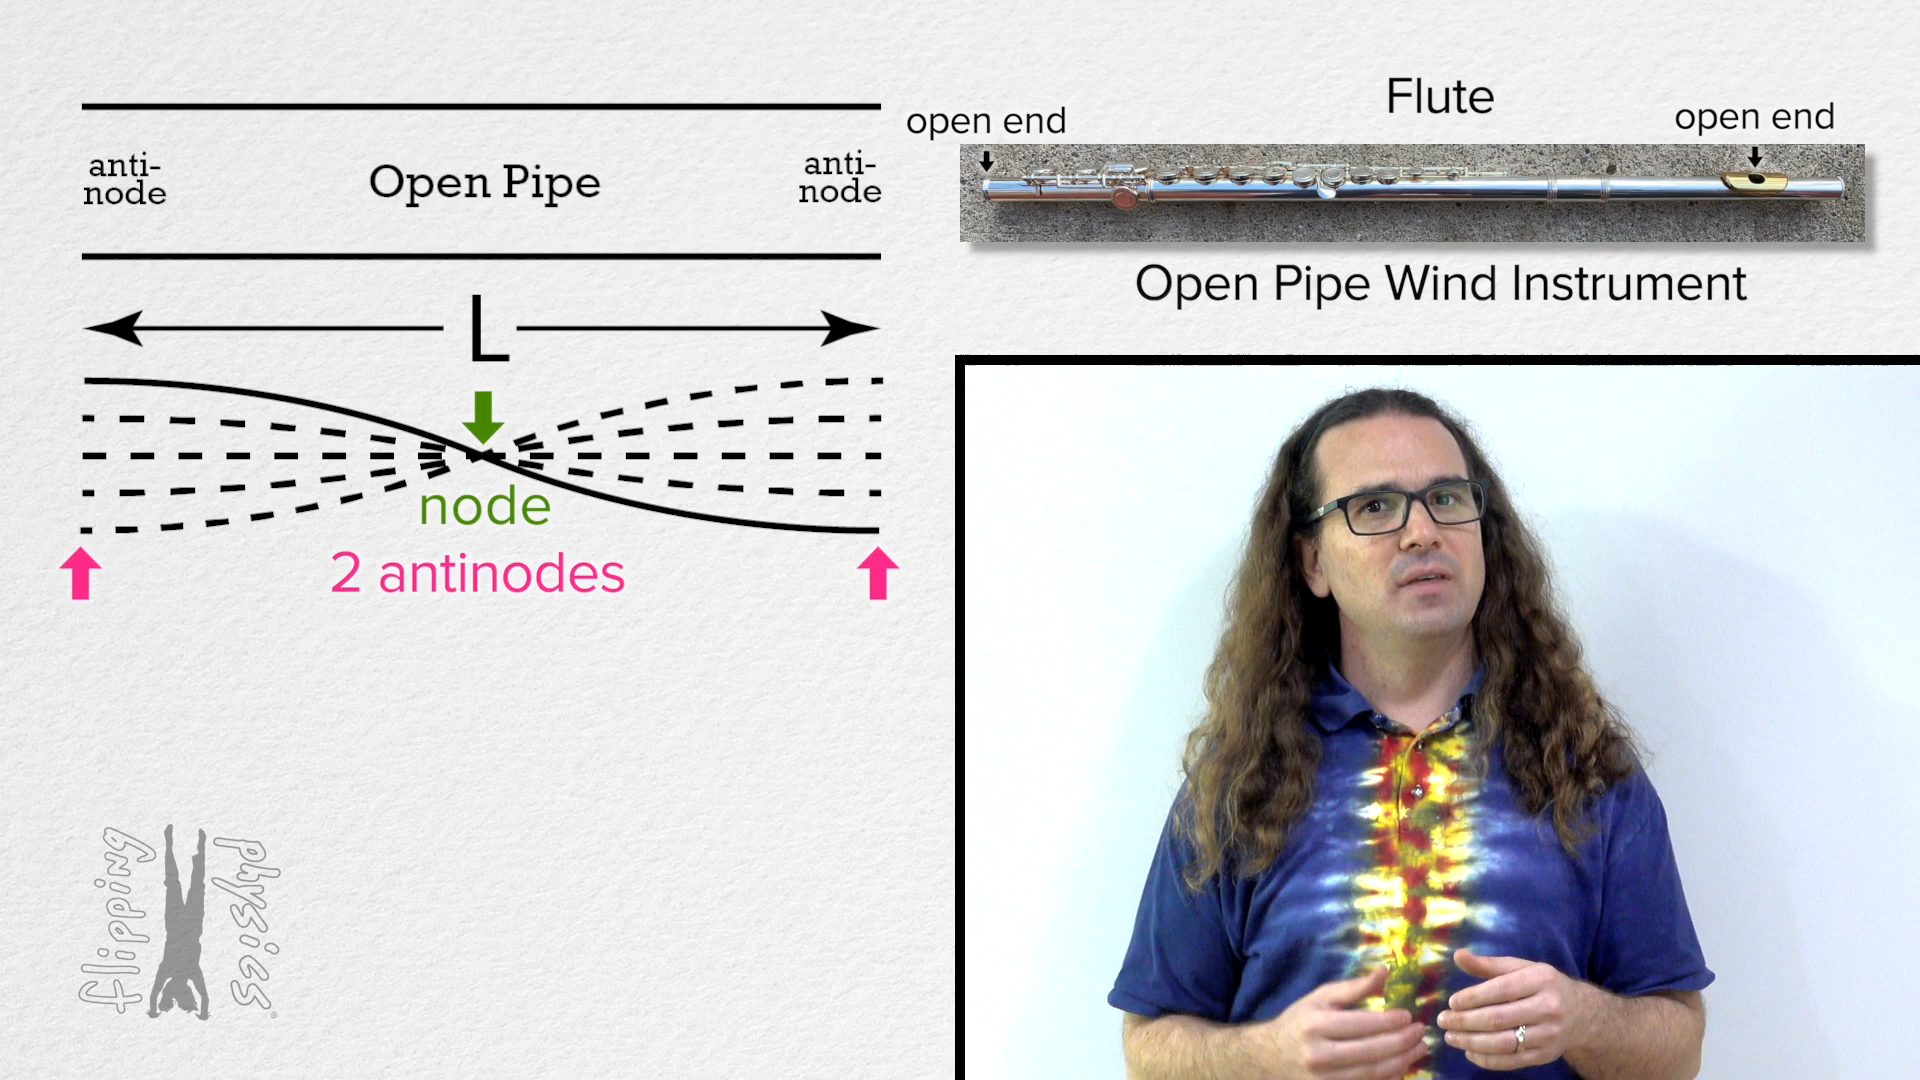 Flute
open end
open end
anti-
node
Open Pipe
anti-
node
Open Pipe Wind Instrument
L
node
2 antinodes
flipping
physics